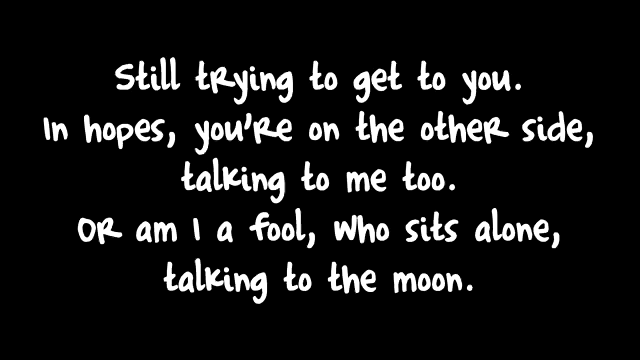 Still trying to get to you.
In hopes, you're on the other side,
talking to me too.
Or am I a fool, who sits alone,
talking to the moon.